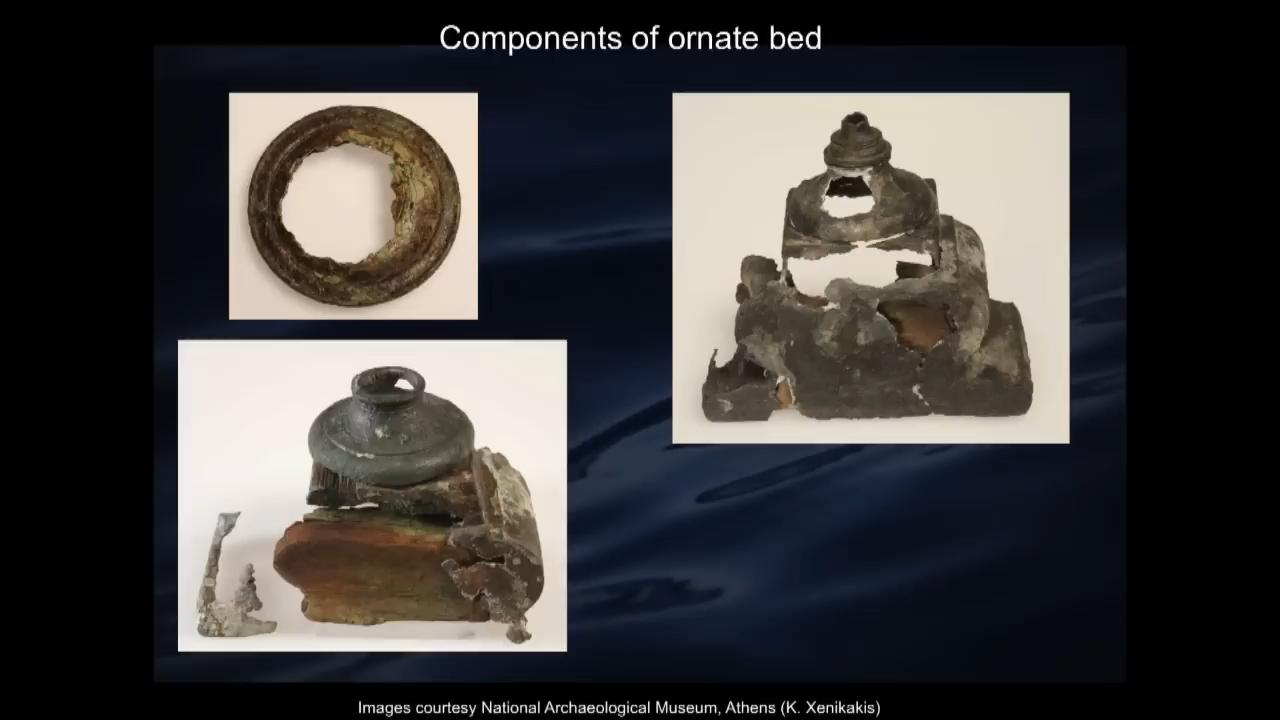 Components of ornate bed
Images courtesy National Archaeological Museum, Athens (K. Xenikakis)